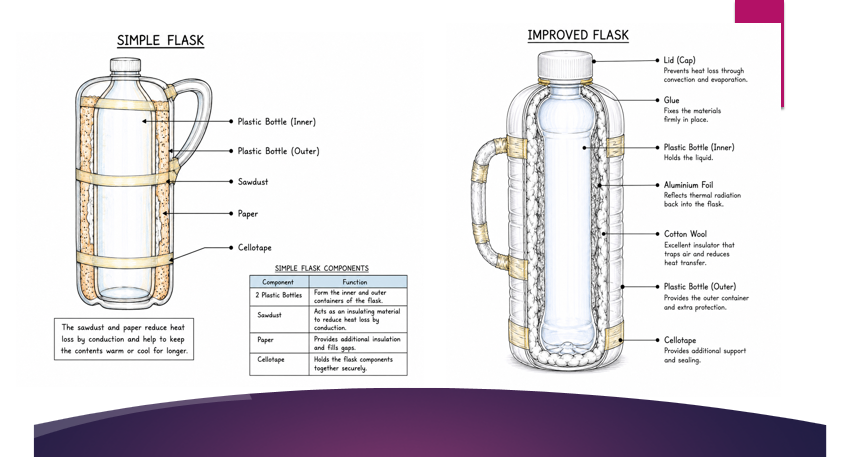 SIMPLE FLASK
Plastic Bottle (Inner)
Plastic Bottle (Outer)
Sawdust
Paper
Cellotape
SIMPLE FLASK COMPONENTS
Component Function
2 Plastic Bottles Form the inner and outer
containers of the flask.
Sawdust Acts as an insulating material
to reduce heat loss by
conduction.
Paper Provides additional insulation
and fills gaps.
Cellotape Holds the flask components
together securely.
The sawdust and paper reduce heat
loss by conduction and help to keep
the contents warm or cool for longer.
IMPROVED FLASK
Lid (Cap)
Prevents heat loss through
convection and evaporation.
Glue
Fixes the materials
firmly in place.
Plastic Bottle (Inner)
Holds the liquid.
Aluminium Foil
Reflects thermal radiation
back into the flask.
Cotton Wool
Excellent insulator that
traps air and reduces
heat transfer.
Plastic Bottle (Outer)
Provides the outer container
and extra protection.
Cellotape
Provides additional support
and sealing.